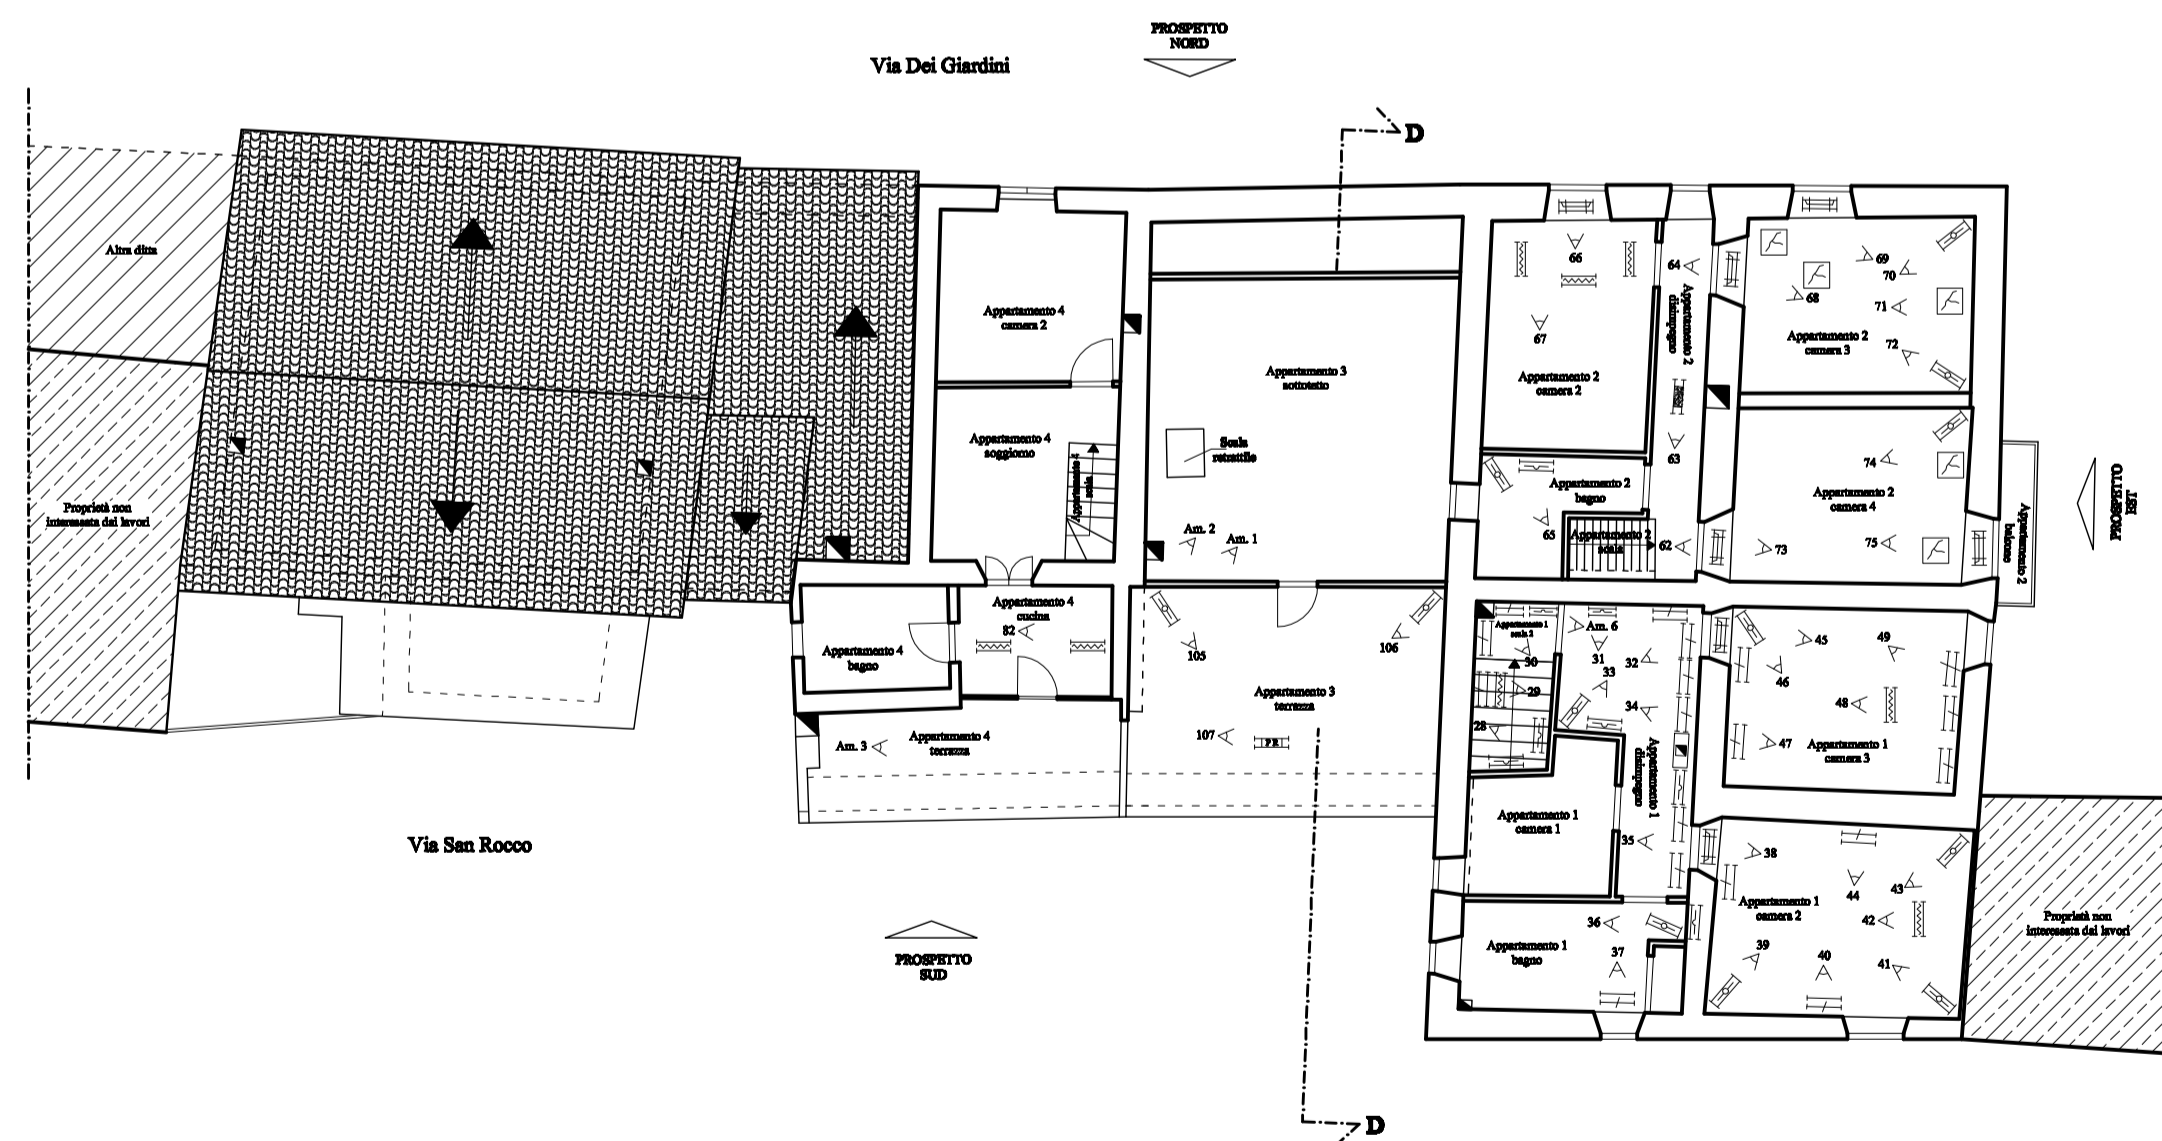 PROSPETTO
NORD
Via Dei Giardini
D
Altra ditta
Proprietà non
interessata dai lavori
Appartamento 4
camera 2
Appartamento 4
soggiorno
Appartamento 4
scala
Appartamento 3
sottotetto
Scala
retrattile
Am. 2
Am. 1
66
67
Appartamento 2
camera 2
64
Appartamento 2
disimpegno
63
Appartamento 2
bagno
65
Appartamento 2
scala
62
69
70
68
71
72
Appartamento 2
camera 3
74
Appartamento 2
camera 4
73
75
Appartamento 2
balcone
PROSPETTO
EST
Appartamento 4
cucina
82
Appartamento 4
bagno
Am. 3
Appartamento 4
terrazza
105
106
Appartamento 3
terrazza
107
P R
Appartamento 1
scala 2
30
29
28
Am. 6
31
32
33
34
Appartamento 1
disimpegno
35
Appartamento 1
camera 1
45
49
46
48
47
Appartamento 1
camera 3
36
37
Appartamento 1
bagno
38
44
43
Appartamento 1
camera 2
42
39
40
41
Proprietà non
interessata dai lavori
Via San Rocco
PROSPETTO
SUD
D